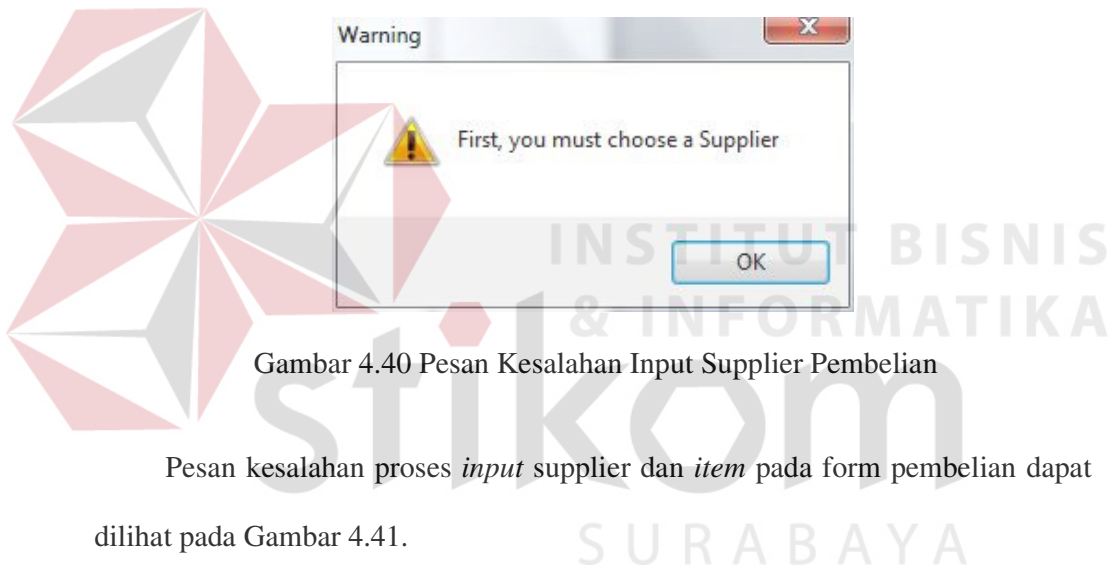 Warning
First, you must choose a Supplier
OK
INSTITUT BISNIS
& INFORMATIKA
stikom
SURABAYA
Gambar 4.40 Pesan Kesalahan Input Supplier Pembelian
Pesan kesalahan proses input supplier dan item pada form pembelian dapat
dilihat pada Gambar 4.41.